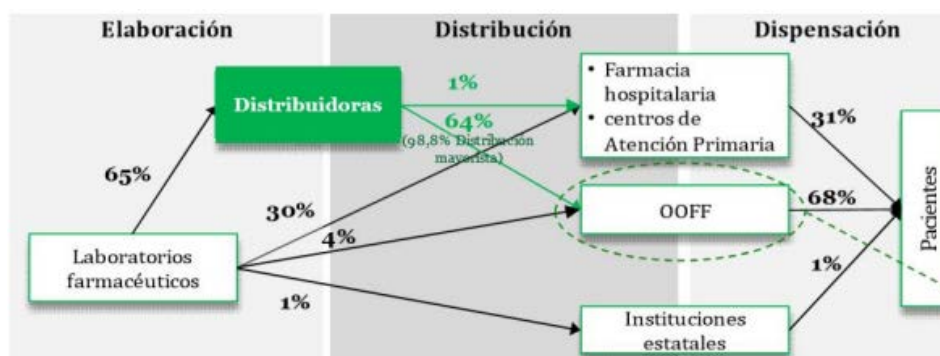 Elaboración
Distribución
Dispensación
Distribuidoras
1%
64%
(98,8% Distribución
mayorista)
• Farmacia
hospitalaria
• centros de
Atención Primaria
31%
65%
30%
4%
OOFF
68%
Pacientes
Laboratorios
farmacéuticos
1%
1%
Instituciones
estatales